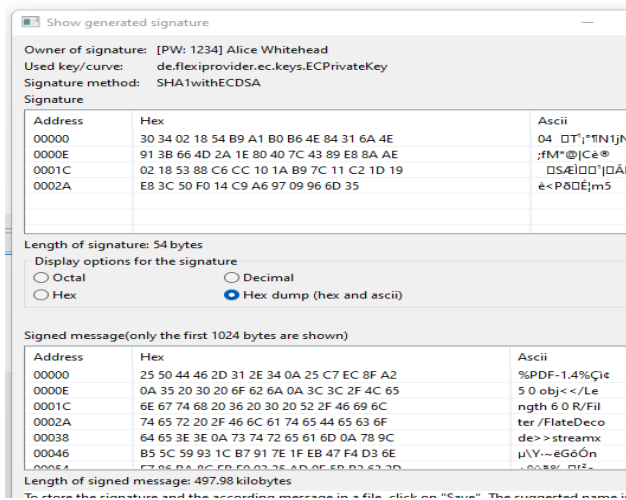 Show generated signature
Owner of signature: [PW: 1234] Alice Whitehead
Used key/curve: de.flexiprovider.ec.keys.ECPrivateKey
Signature method: SHA1withECDSA
Signature
Address Hex Ascii
00000 30 34 02 18 54 B9 A1 B0 B6 4E 84 31 6A 4E 04 □T¹¡°¶N1jN
0000E 91 3B 66 4D 2A 1E 80 40 7C 43 89 E8 8A AE ;fM*@|Cè®
0001C 02 18 53 88 C6 CC 10 1A B9 7C 11 C2 1D 19 □SÆÌ□□¹|□Â
0002A E8 3C 50 F0 14 C9 A6 97 09 96 6D 35 è<Pð□É¦m5
Length of signature: 54 bytes
Display options for the signature
Octal Decimal
Hex Hex dump (hex and ascii)
Signed message(only the first 1024 bytes are shown)
Address Hex Ascii
00000 25 50 44 46 2D 31 2E 34 0A 25 C7 EC 8F A2 %PDF-1.4%Çì¢
0000E 0A 35 20 30 20 6F 62 6A 0A 3C 3C 2F 4C 65 5 0 obj<</Le
0001C 6E 67 74 68 20 36 20 30 20 52 2F 46 69 6C ngth 6 0 R/Fil
0002A 74 65 72 20 2F 46 6C 61 74 65 44 65 63 6F ter /FlateDeco
00038 64 65 3E 3E 0A 73 74 72 65 61 6D 0A 78 9C de>>streamx
00046 B5 5C 59 93 1C B7 91 7E 1F EB 47 F4 D3 6E µ\Y·~ëGôÓn
00054
Length of signed message: 497.98 kilobytes
To store the signature and the according message in a file, click on "Save". The suggested name i